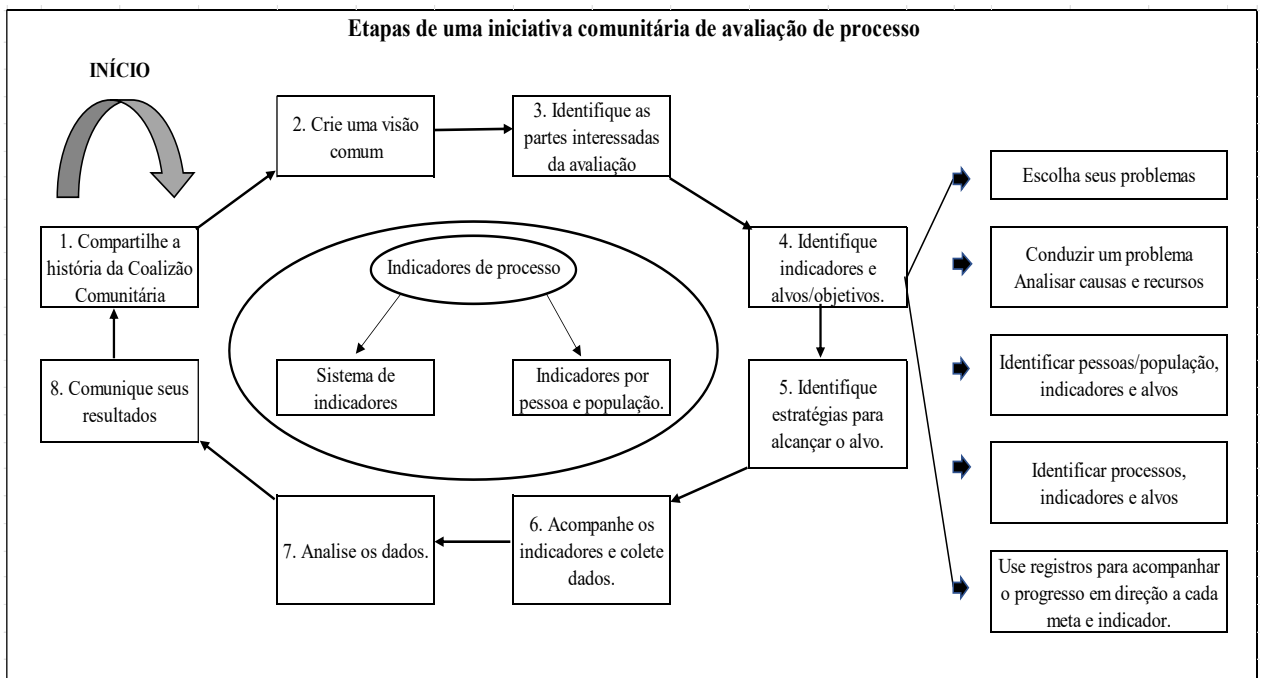 Etapas de uma iniciativa comunitária de avaliação de processo
INÍCIO
1. Compartilhe a
história da Coalizão
Comunitária
2. Crie uma visão
comum
3. Identifique as
partes interessadas
da avaliação
4. Identifique
indicadores e
alvos/objetivos.
5. Identifique
estratégias para
alcançar o alvo.
6. Acompanhe os
indicadores e colete
dados.
7. Analise os dados.
8. Comunique seus
resultados
Indicadores de processo
Sistema de
indicadores
Indicadores por
pessoa e população.
Escolha seus problemas
Conduzir um problema
Analisar causas e recursos
Identificar pessoas/população,
indicadores e alvos
Identificar processos,
indicadores e alvos
Use registros para acompanhar
o progresso em direção a cada
meta e indicador.